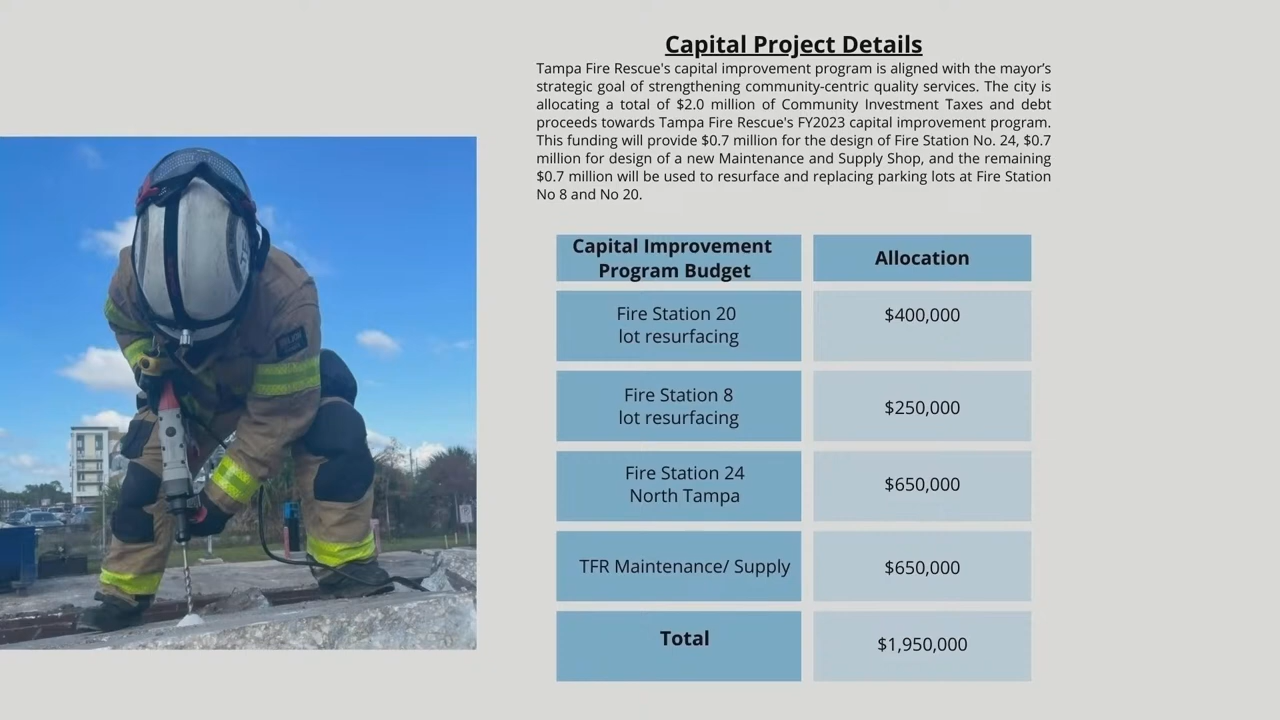 Capital Project Details
Tampa Fire Rescue's capital improvement program is aligned with the mayor’s
strategic goal of strengthening community-centric quality services. The city is
allocating a total of $2.0 million of Community Investment Taxes and debt
proceeds towards Tampa Fire Rescue's FY2023 capital improvement program.
This funding will provide $0.7 million for the design of Fire Station No. 24, $0.7
million for design of a new Maintenance and Supply Shop, and the remaining
$0.7 million will be used to resurface and replacing parking lots at Fire Station
No 8 and No 20.
Capital Improvement
Program Budget
Allocation
Fire Station 20
lot resurfacing
$400,000
Fire Station 8
lot resurfacing
$250,000
Fire Station 24
North Tampa
$650,000
TFR Maintenance/ Supply
$650,000
Total
$1,950,000